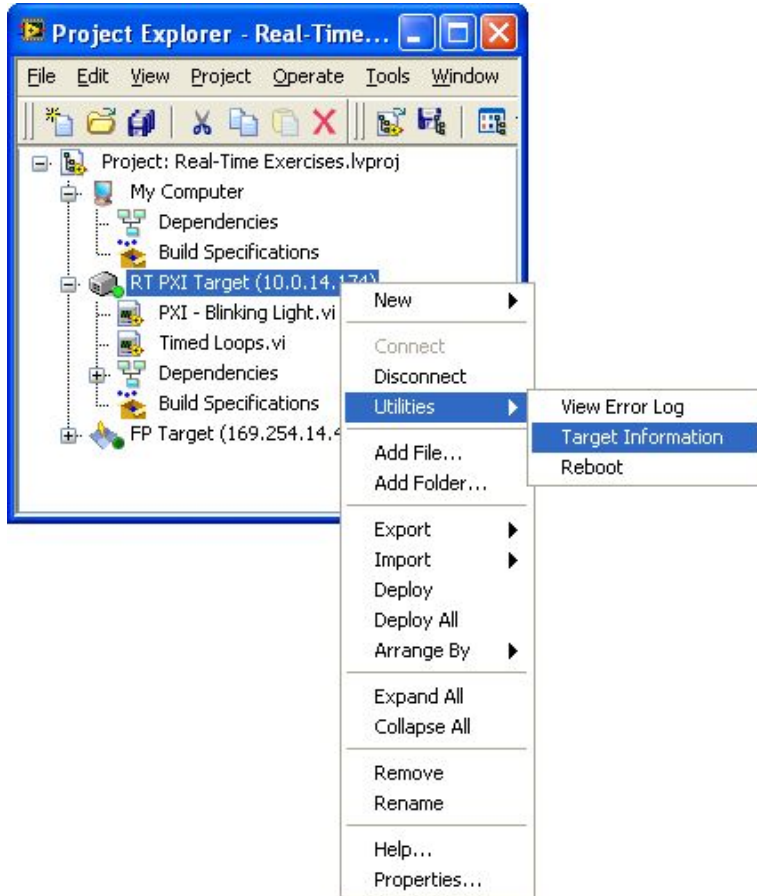 Project Explorer - Real-Time...
File Edit View Project Operate Tools Window
Project: Real-Time Exercises.lvproj
My Computer
Dependencies
Build Specifications
RT PXI Target (10.0.14.174)
PXI - Blinking Light.vi
Timed Loops.vi
Dependencies
Build Specifications
FP Target (169.254.14.4
New
Connect
Disconnect
Utilities
Add File...
Add Folder...
Export
Import
Deploy
Deploy All
Arrange By
Expand All
Collapse All
Remove
Rename
Help...
Properties...
View Error Log
Target Information
Reboot